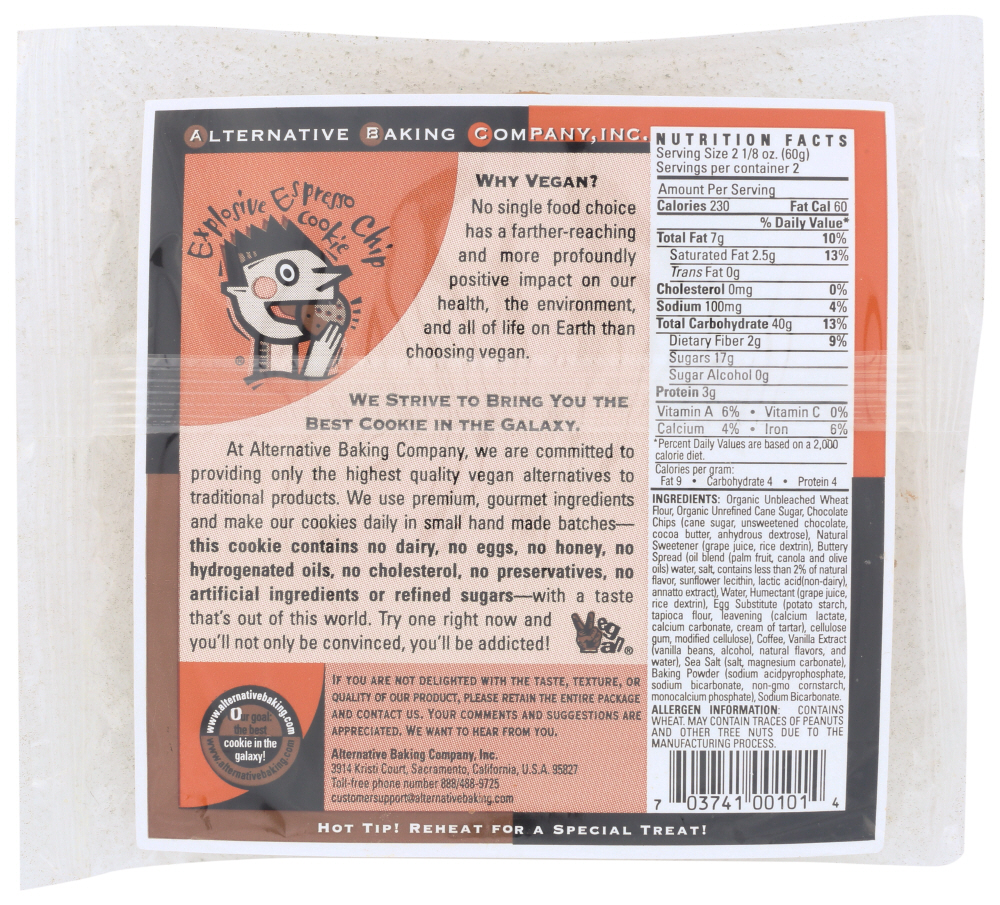 ALTERNATIVE BAKING COMPANY, INC.
Explosive Espresso Chip
Cookie
®
WHY VEGAN?
No single food choice
has a farther-reaching
and more profoundly
positive impact on our
health, the environment,
and all of life on Earth than
choosing vegan.
WE STRIVE TO BRING YOU THE
BEST COOKIE IN THE GALAXY.
At Alternative Baking Company, we are committed to
providing only the highest quality vegan alternatives to
traditional products. We use premium, gourmet ingredients
and make our cookies daily in small hand made batches—
this cookie contains no dairy, no eggs, no honey, no
hydrogenated oils, no cholesterol, no preservatives, no
artificial ingredients or refined sugars—with a taste
that's out of this world. Try one right now and
you'll not only be convinced, you'll be addicted!
Veg
an®
www.alternativebaking.com
Our goal:
the best
cookie in the
galaxy!
www.alternativebaking.com
IF YOU ARE NOT DELIGHTED WITH THE TASTE, TEXTURE, OR
QUALITY OF OUR PRODUCT, PLEASE RETAIN THE ENTIRE PACKAGE
AND CONTACT US. YOUR COMMENTS AND SUGGESTIONS ARE
APPRECIATED. WE WANT TO HEAR FROM YOU.
Alternative Baking Company, Inc.
3914 Kristi Court, Sacramento, California, U.S.A. 95827
Toll-free phone number 888/488-9725
customersupport@alternativebaking.com
HOT TIP! REHEAT FOR A SPECIAL TREAT!
NUTRITION FACTS
Serving Size 2 1/8 oz. (60g)
Servings per container 2
Amount Per Serving
Calories 230 Fat Cal 60
% Daily Value*
Total Fat 7g 10%
Saturated Fat 2.5g 13%
Trans Fat 0g
Cholesterol 0mg 0%
Sodium 100mg 4%
Total Carbohydrate 40g 13%
Dietary Fiber 2g 9%
Sugars 17g
Sugar Alcohol 0g
Protein 3g
Vitamin A 6% • Vitamin C 0%
Calcium 4% • Iron 6%
*Percent Daily Values are based on a 2,000
calorie diet.
Calories per gram:
Fat 9 • Carbohydrate 4 • Protein 4
INGREDIENTS: Organic Unbleached Wheat
Flour, Organic Unrefined Cane Sugar, Chocolate
Chips (cane sugar, unsweetened chocolate,
cocoa butter, anhydrous dextrose), Natural
Sweetener (grape juice, rice dextrin), Buttery
Spread (oil blend (palm fruit, canola and olive
oils) water, salt, contains less than 2% of natural
flavor, sunflower lecithin, lactic acid(non-dairy),
annatto extract), Water, Humectant (grape juice,
rice dextrin), Egg Substitute (potato starch,
tapioca flour, leavening (calcium lactate,
calcium carbonate, cream of tartar), cellulose
gum, modified cellulose), Coffee, Vanilla Extract
(vanilla beans, alcohol, natural flavors, and
water), Sea Salt (salt, magnesium carbonate),
Baking Powder (sodium acidpyrophosphate,
sodium bicarbonate, non-gmo cornstarch,
monocalcium phosphate), Sodium Bicarbonate.
ALLERGEN INFORMATION: CONTAINS
WHEAT. MAY CONTAIN TRACES OF PEANUTS
AND OTHER TREE NUTS DUE TO THE
MANUFACTURING PROCESS.
7 03741 00101 4